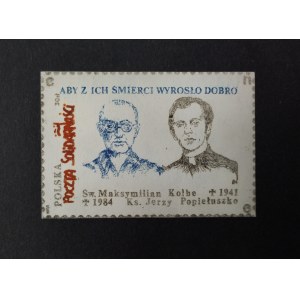 ABY Z ICH ŚMIERCI WYROSŁO DOBRO
POLSKA
POCZTA SOLIDARNOŚCI
Św. Maksymilian Kolbe ✝ 1941
✝ 1984 Ks. Jerzy Popiełuszko